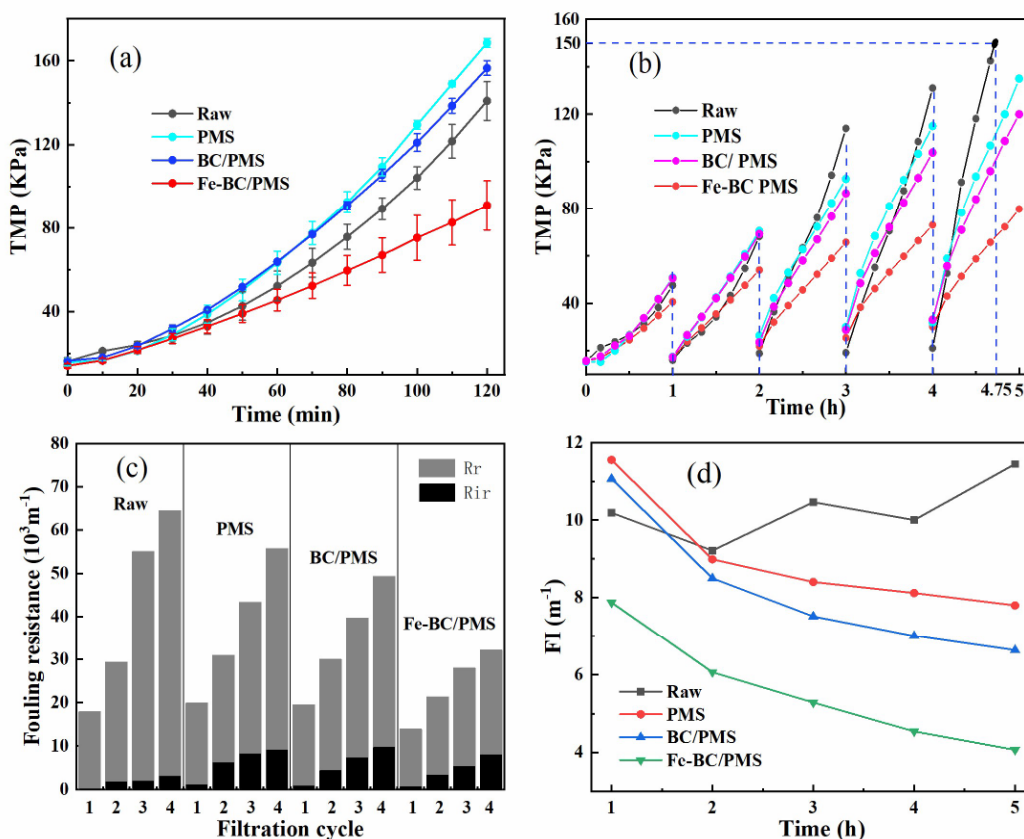 (a)
TMP (KPa)
160
120
80
40
Raw
PMS
BC/PMS
Fe-BC/PMS
0 20 40 60 80 100 120
Time (min)
(b)
TMP (KPa)
160
150
120
80
40
Raw
PMS
BC/ PMS
Fe-BC PMS
0 1 2 3 4 4.75 5
Time (h)
(c)
Fouling resistance (10³m⁻¹)
80
70
60
50
40
30
20
10
0
Rr
Rir
Raw
PMS
BC/PMS
Fe-BC/PMS
1 2 3 4 1 2 3 4 1 2 3 4 1 2 3 4
Filtration cycle
(d)
FI (m⁻¹)
12
10
8
6
4
Raw
PMS
BC/PMS
Fe-BC/PMS
1 2 3 4 5
Time (h)